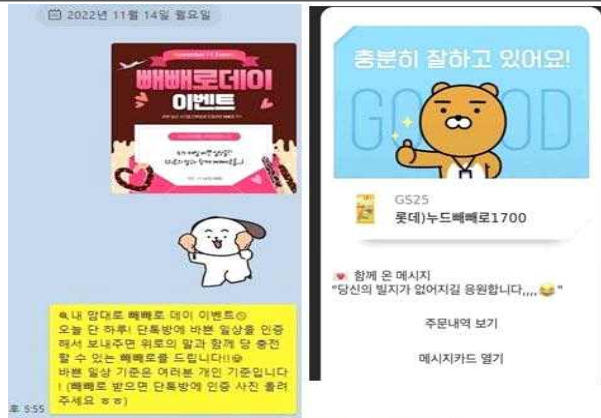 2022년 11월 14일 월요일
빼빼로데이
이벤트
내 맘대로 빼빼로 데이 이벤트
오늘 단 하루! 단톡방에 바쁜 일상을 인증
해서 보내주면 위로의 말과 함께 당 충전
할 수 있는 빼빼로를 드립니다!!
바쁜 일상 기준은 여러분 개인 기준입니다
! (빼빼로 받으면 단톡방에 인증 사진 올려
주세요 ㅎㅎ)
5:55
충분히 잘하고 있어요!
GOOD
GS25
롯데)누드빼빼로1700
함께 온 메시지
"당신의 빌지가 없어지길 응원합니다,,,,😂"
주문내역 보기
메시지카드 열기